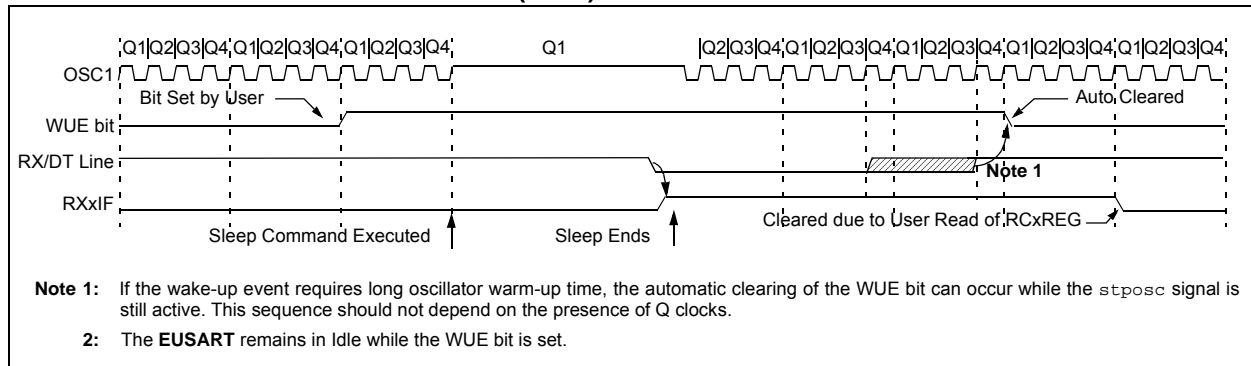 Q1|Q2|Q3|Q4|Q1|Q2|Q3|Q4|Q1|Q2|Q3|Q4 Q1 |Q2|Q3|Q4|Q1|Q2|Q3|Q4|Q1|Q2|Q3|Q4|Q1|Q2|Q3|Q4|Q1|Q2|Q3|Q4
OSC1
Bit Set by User Auto Cleared
WUE bit
RX/DT Line
Note 1
RXxIF
Cleared due to User Read of RCxREG
Sleep Command Executed Sleep Ends
Note 1: If the wake-up event requires long oscillator warm-up time, the automatic clearing of the WUE bit can occur while the stposc signal is
still active. This sequence should not depend on the presence of Q clocks.
2: The EUSART remains in Idle while the WUE bit is set.